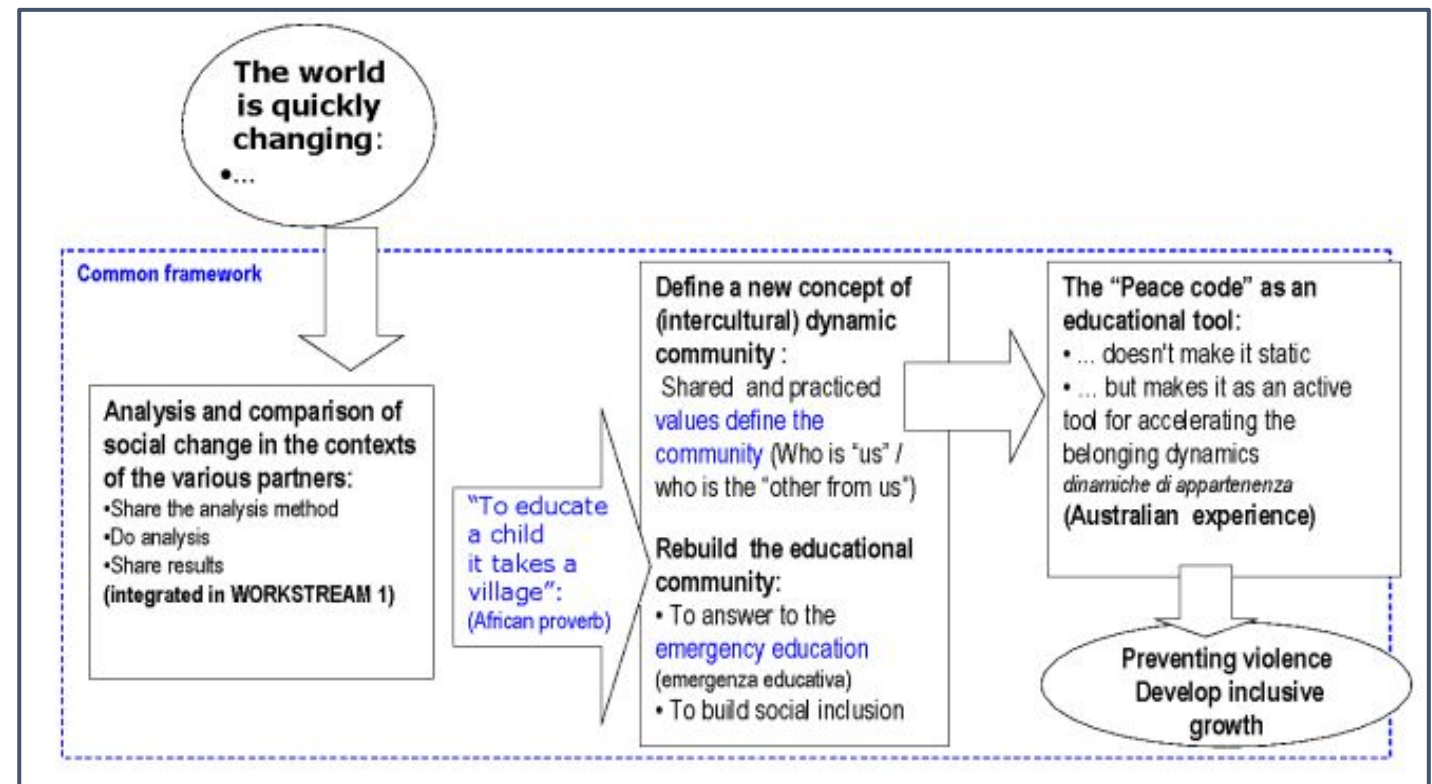 The world
is quickly
changing:
•...
Common framework
Analysis and comparison of
social change in the contexts
of the various partners:
•Share the analysis method
•Do analysis
•Share results
(integrated in WORKSTREAM 1)
“To educate
a child
it takes a
village”:
(African proverb)
Define a new concept of
(intercultural) dynamic
community :
Shared and practiced
values define the
community (Who is “us” /
who is the “other from us”)
Rebuild the educational
community:
• To answer to the
emergency education
(emergenza educativa)
• To build social inclusion
The “Peace code” as an
educational tool:
• ... doesn't make it static
• ... but makes it as an active
tool for accelerating the
belonging dynamics
dinamiche di appartenenza
(Australian experience)
Preventing violence
Develop inclusive
growth